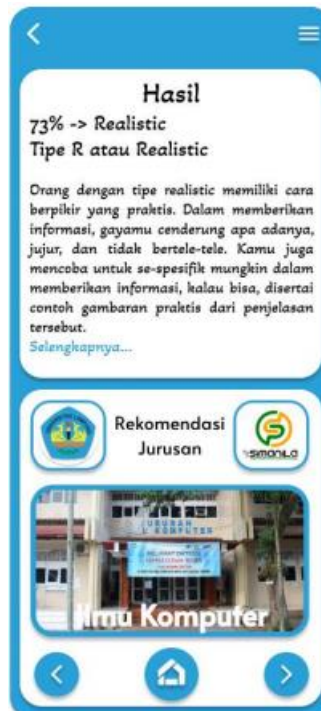 Hasil
73% -> Realistic
Tipe R atau Realistic
Orang dengan tipe realistic memiliki cara
berpikir yang praktis. Dalam memberikan
informasi, gayamu cenderung apa adanya,
jujur, dan tidak bertele-tele. Kamu juga
mencoba untuk se-spesifik mungkin dalam
memberikan informasi, kalau bisa, disertai
contoh gambaran praktis dari penjelasan
tersebut.
Selengkapnya...
Rekomendasi
Jurusan
JURUSAN
KOMPUTER
Ilmu Komputer